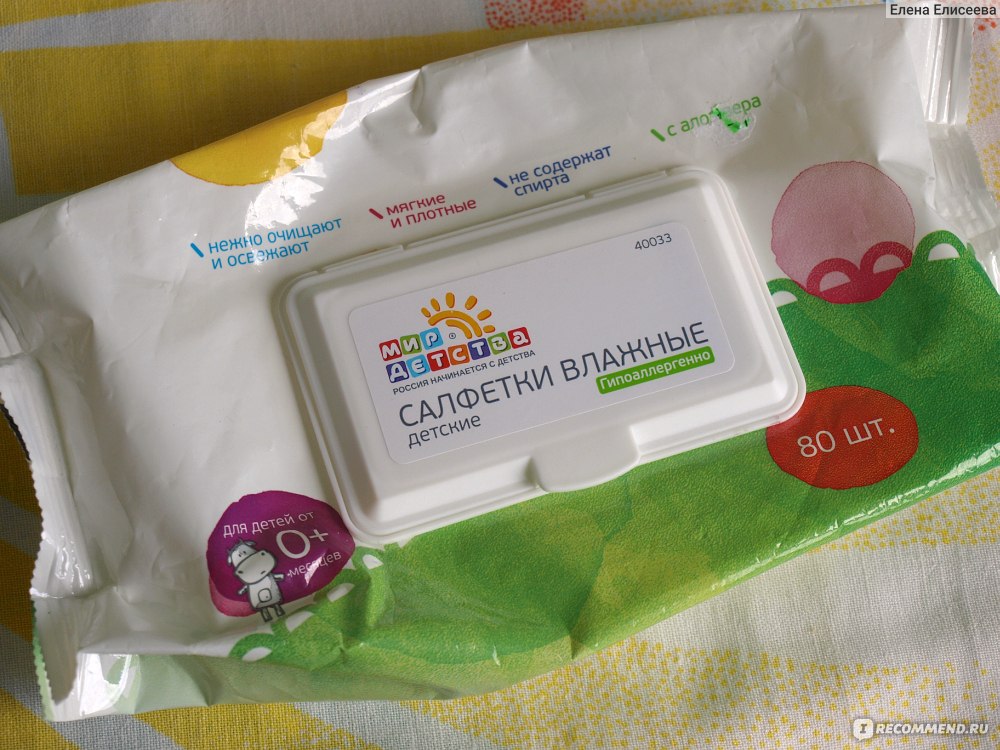 Елена Елисеева
с алоэ вера
не содержат
спирта
мягкие
и плотные
нежно очищают
и освежают
40033
мир
детства
РОССИЯ НАЧИНАЕТСЯ С ДЕТСТВА
САЛФЕТКИ ВЛАЖНЫЕ
детские
Гипоаллергенно
80 шт.
для детей от
0+
месяцев
IRECOMMEND.RU